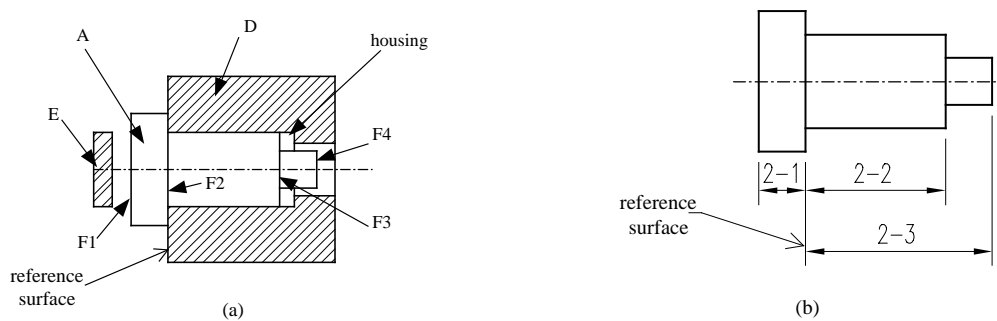 D
A
housing
E
F4
F2
F3
F1
reference
surface
(a)
2-1
2-2
reference
surface
2-3
(b)